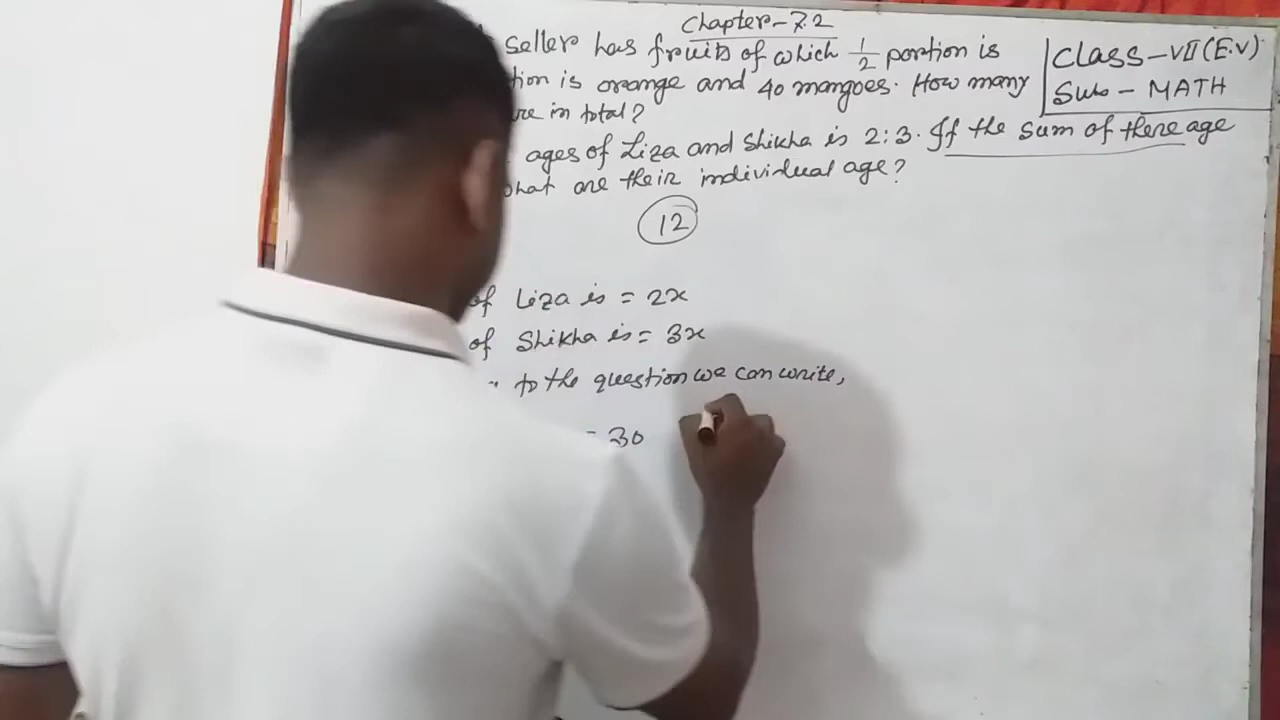 Chapter-7.2
seller has fruits of which 1/2 portion is
tion is orange and 40 mangoes. How many
are in total?
Class-VII(E.V)
Sub - MATH
ages of Liza and Shikha is 2:3. If the sum of there age
what are their individual age?
12
of Liza is = 2x
of Shikha is = 3x
to the question we can write,
= 30